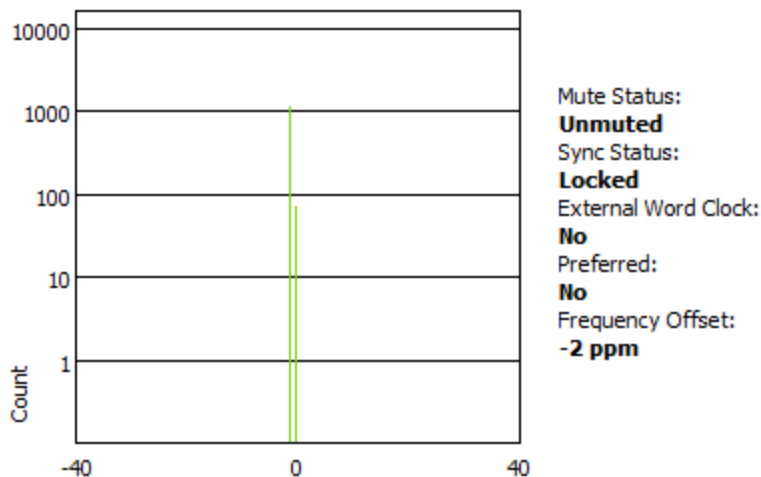 10000
1000
100
10
1
Count
-40
0
40
Mute Status:
Unmuted
Sync Status:
Locked
External Word Clock:
No
Preferred:
No
Frequency Offset:
-2 ppm